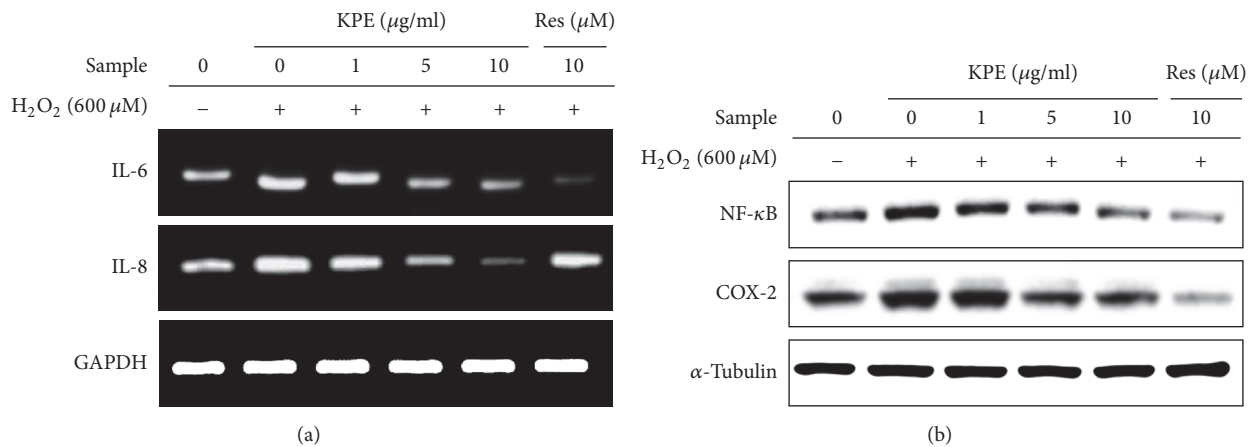 KPE (μg/ml) Res (μM)
Sample 0 0 1 5 10 10
H₂O₂ (600 μM) − + + + + +
IL-6
IL-8
GAPDH
(a)
KPE (μg/ml) Res (μM)
Sample 0 0 1 5 10 10
H₂O₂ (600 μM) − + + + + +
NF-κB
COX-2
α-Tubulin
(b)